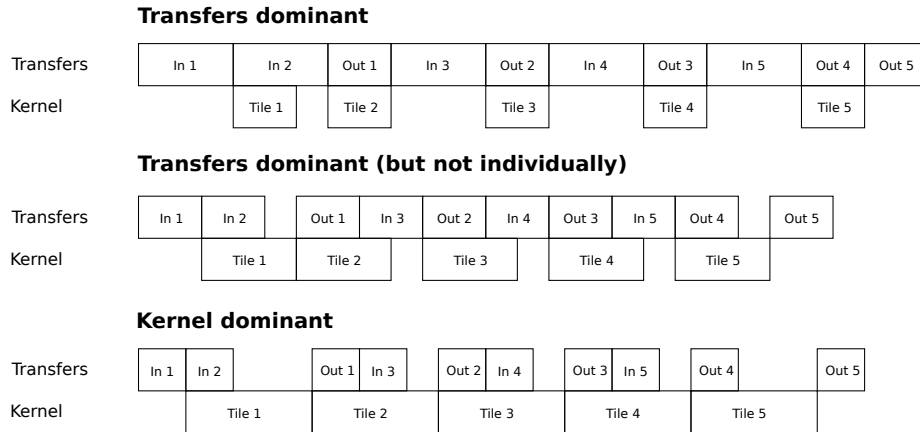 Transfers dominant
Transfers In 1 In 2 Out 1 In 3 Out 2 In 4 Out 3 In 5 Out 4 Out 5
Kernel Tile 1 Tile 2 Tile 3 Tile 4 Tile 5
Transfers dominant (but not individually)
Transfers In 1 In 2 Out 1 In 3 Out 2 In 4 Out 3 In 5 Out 4 Out 5
Kernel Tile 1 Tile 2 Tile 3 Tile 4 Tile 5
Kernel dominant
Transfers In 1 In 2 Out 1 In 3 Out 2 In 4 Out 3 In 5 Out 4 Out 5
Kernel Tile 1 Tile 2 Tile 3 Tile 4 Tile 5